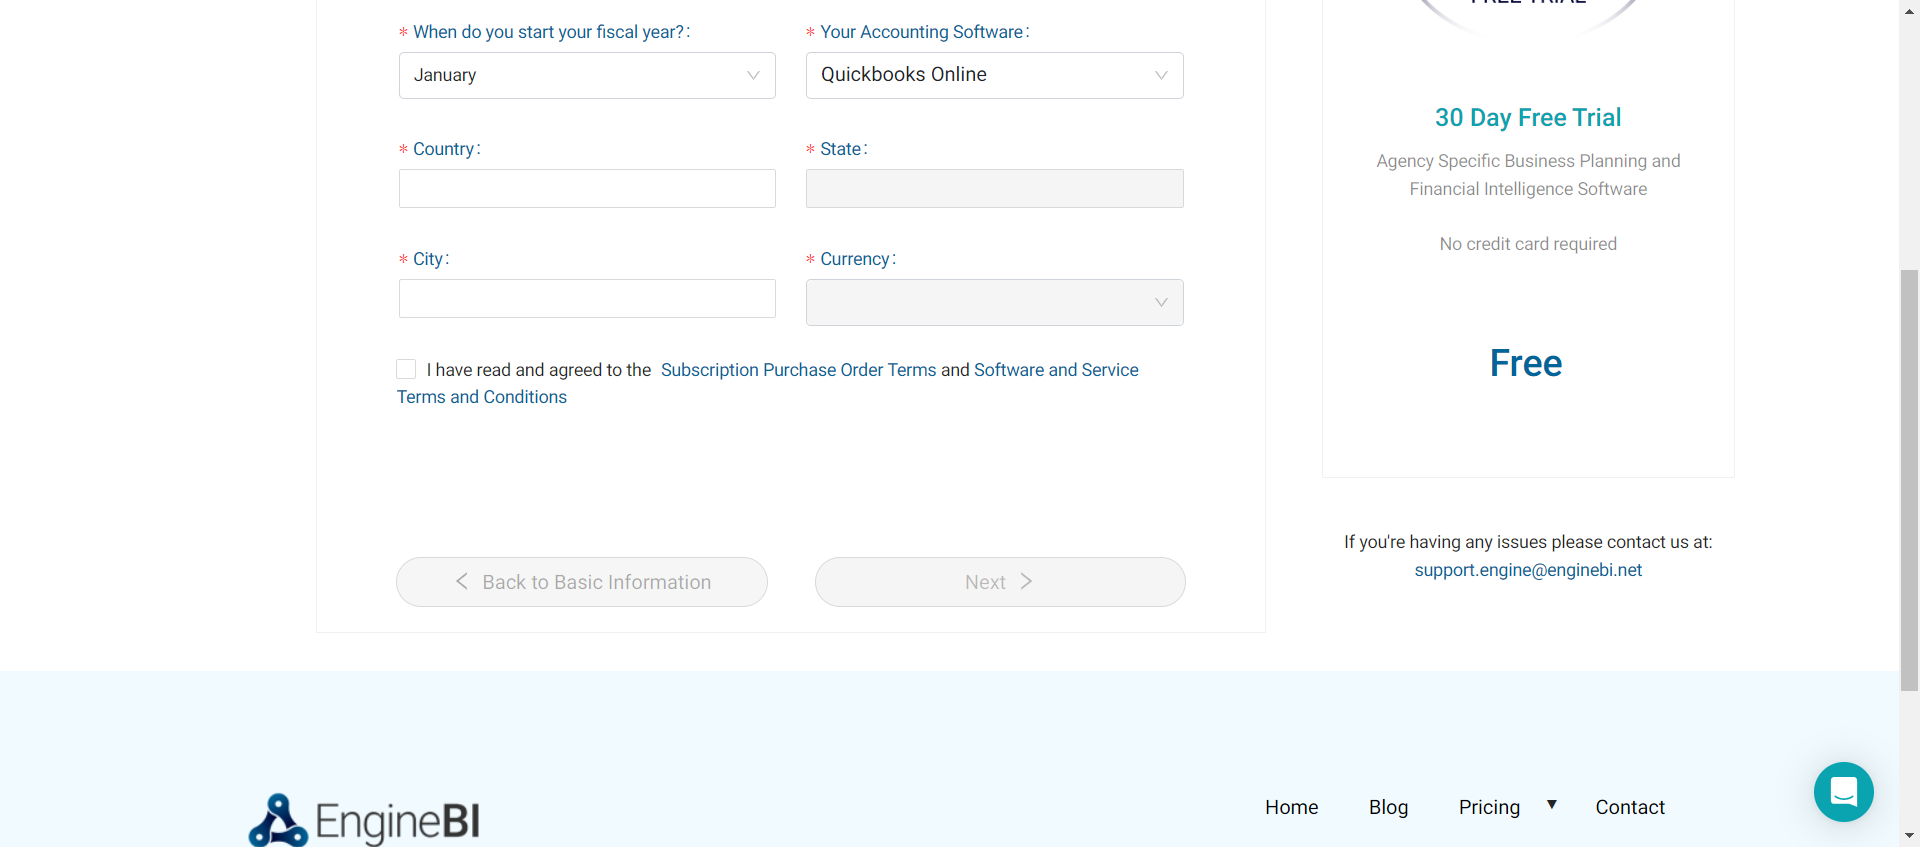 * When do you start your fiscal year?:
* Your Accounting Software:
January
Quickbooks Online
* Country:
* State:
* City:
* Currency:
I have read and agreed to the Subscription Purchase Order Terms and Software and Service
Terms and Conditions
Back to Basic Information
Next
FREE TRIAL
30 Day Free Trial
Agency Specific Business Planning and
Financial Intelligence Software
No credit card required
Free
If you're having any issues please contact us at:
support.engine@enginebi.net
EngineBI
Home
Blog
Pricing
Contact